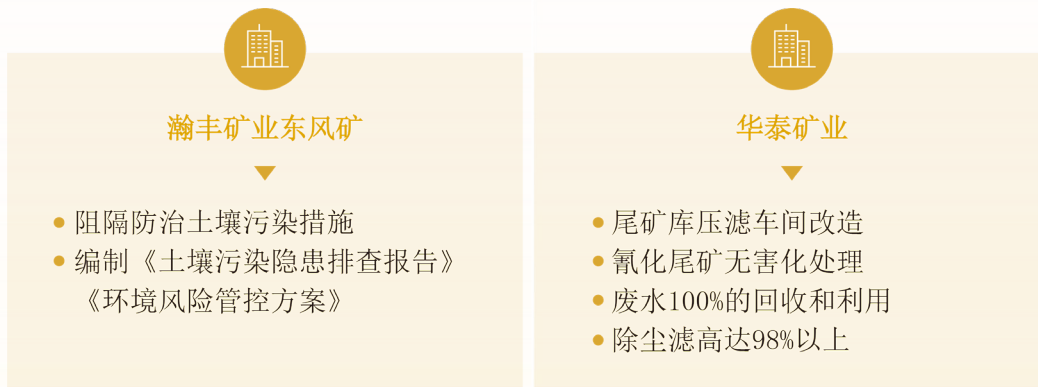 瀚丰矿业东风矿
阻隔防治土壤污染措施
编制《土壤污染隐患排查报告》
《环境风险管控方案》
华泰矿业
尾矿库压滤车间改造
氰化尾矿无害化处理
废水100%的回收和利用
除尘滤高达98%以上